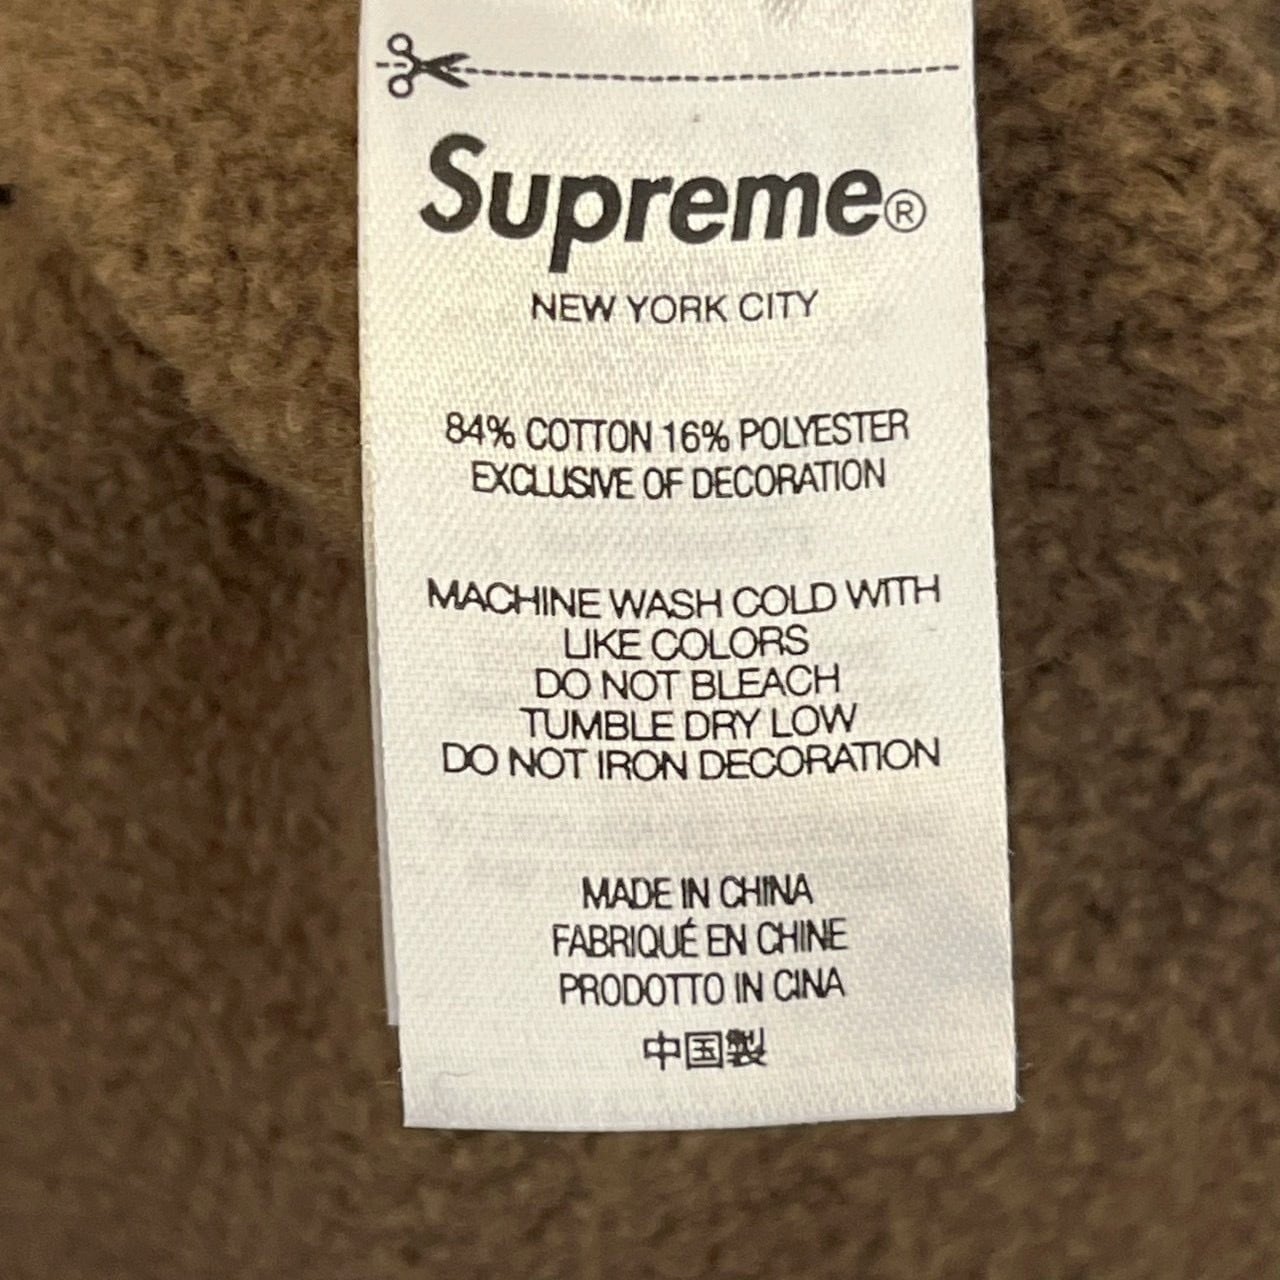 Supreme®
NEW YORK CITY
84% COTTON 16% POLYESTER
EXCLUSIVE OF DECORATION
MACHINE WASH COLD WITH
LIKE COLORS
DO NOT BLEACH
TUMBLE DRY LOW
DO NOT IRON DECORATION
MADE IN CHINA
FABRIQUÉ EN CHINE
PRODOTTO IN CINA
中国製